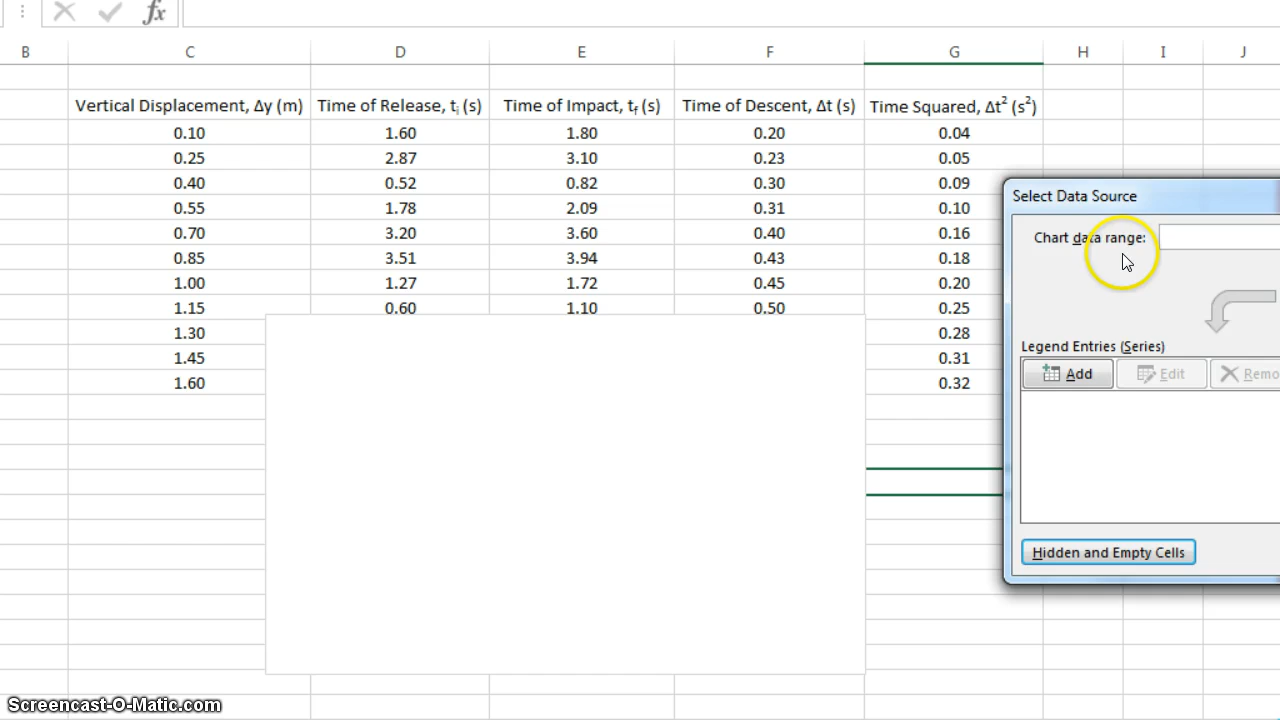 fx
B C D E F G H I J
Vertical Displacement, Δy (m) Time of Release, tᵢ (s) Time of Impact, t_f (s) Time of Descent, Δt (s) Time Squared, Δt² (s²)
0.10 1.60 1.80 0.20 0.04
0.25 2.87 3.10 0.23 0.05
0.40 0.52 0.82 0.30 0.09
0.55 1.78 2.09 0.31 0.10
0.70 3.20 3.60 0.40 0.16
0.85 3.51 3.94 0.43 0.18
1.00 1.27 1.72 0.45 0.20
1.15 0.60 1.10 0.50 0.25
1.30 0.28
1.45 0.31
1.60 0.32
Select Data Source
Chart data range:
Legend Entries (Series)
Add Edit Remo
Hidden and Empty Cells
Screencast-O-Matic.com